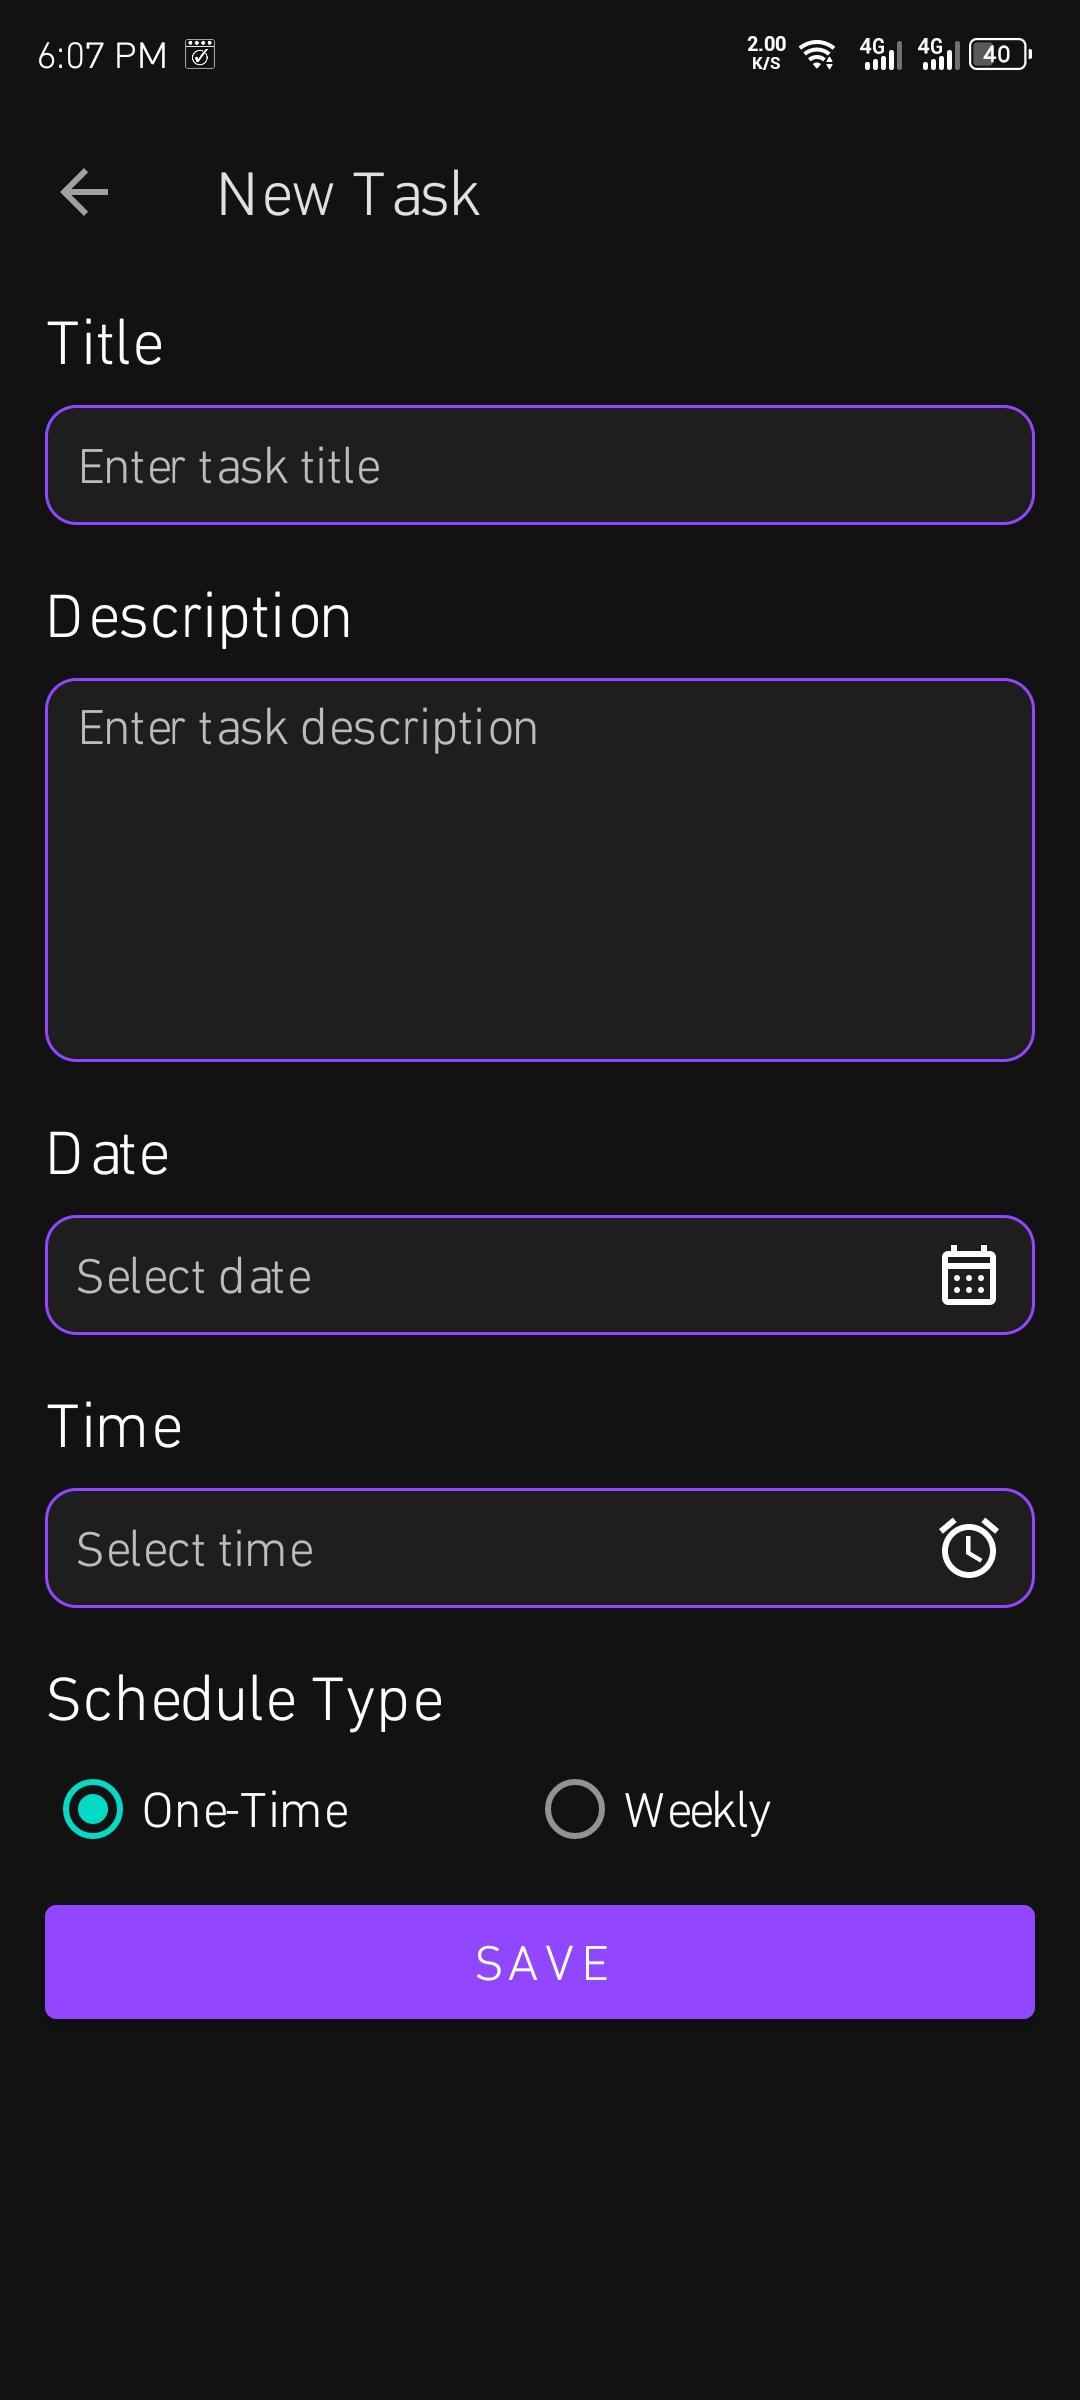 6:07 PM 2.00 K/S 4G 4G 40
New Task
Title
Enter task title
Description
Enter task description
Date
Select date
Time
Select time
Schedule Type
One-Time Weekly
SAVE